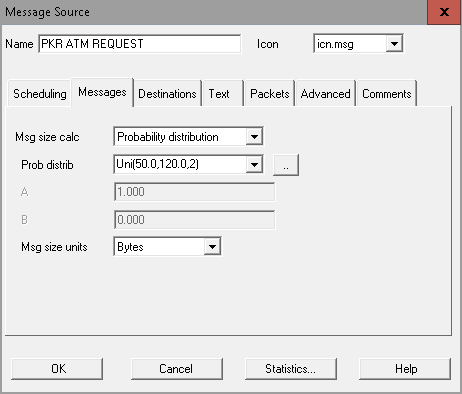 Message Source
X
Name PKR ATM REQUEST Icon icn.msg
Scheduling Messages Destinations Text Packets Advanced Comments
Msg size calc Probability distribution
Prob distrib Uni(50.0,120.0,2) ..
A 1.000
B 0.000
Msg size units Bytes
OK Cancel Statistics... Help